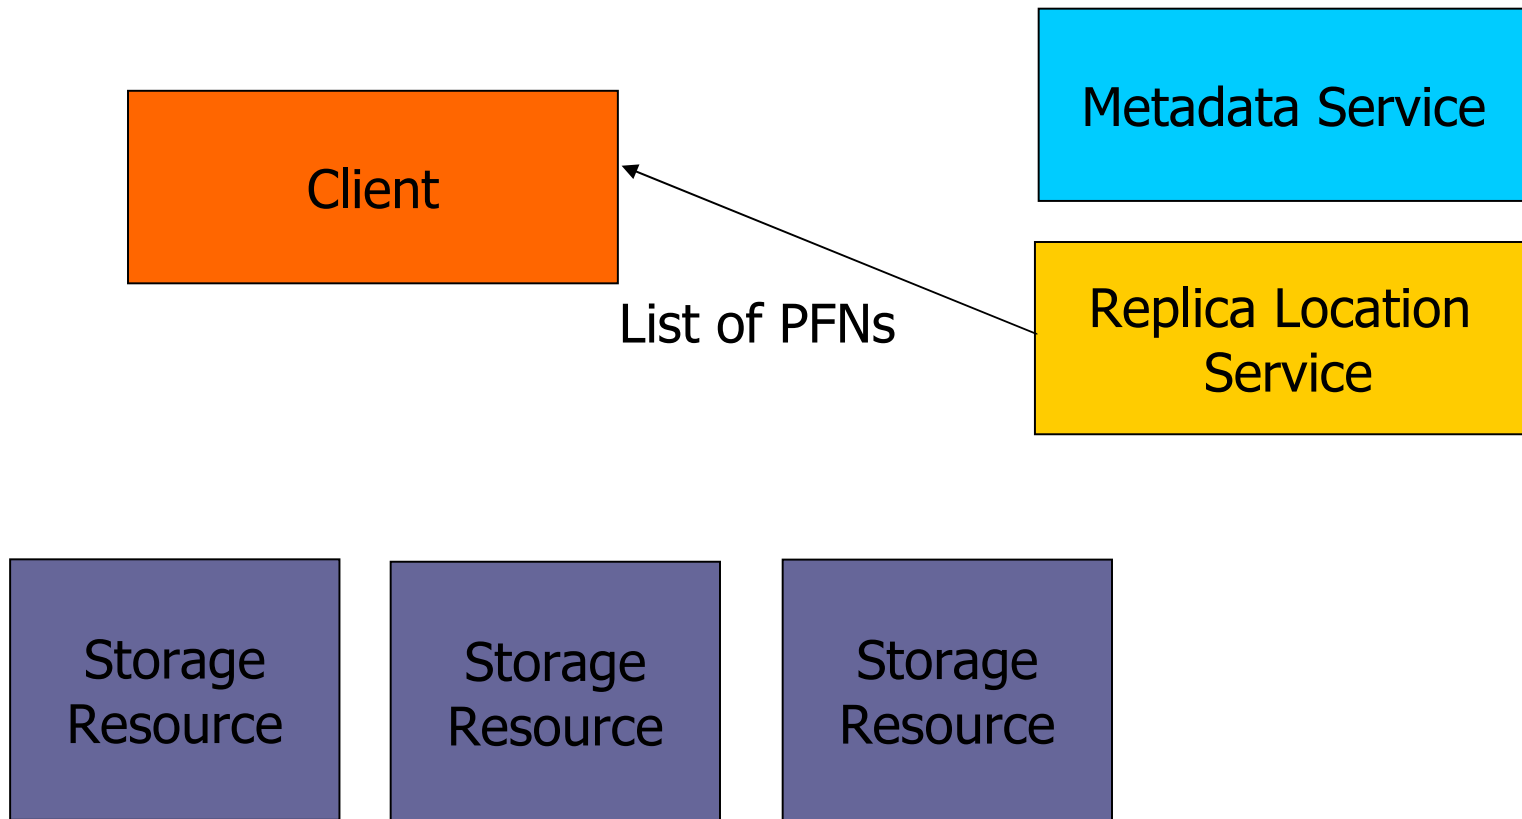 Metadata Service
Client
Replica Location
Service
List of PFNs
Storage
Resource
Storage
Resource
Storage
Resource